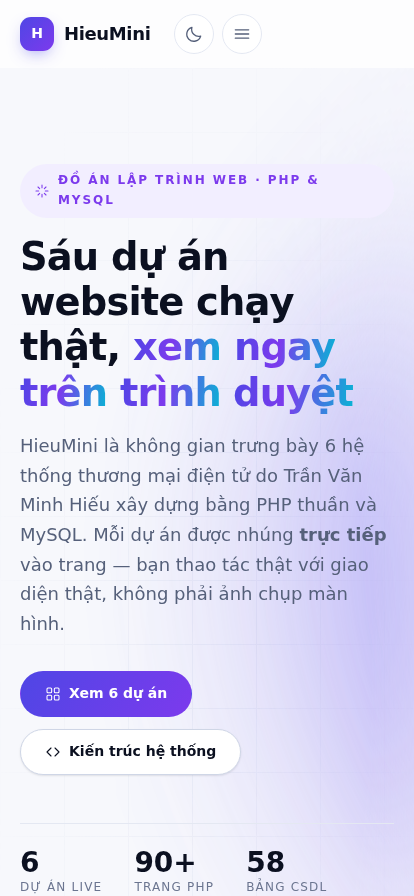 H HieuMini
ĐỒ ÁN LẬP TRÌNH WEB · PHP &
MYSQL
Sáu dự án
website chạy
thật, xem ngay
trên trình duyệt
HieuMini là không gian trưng bày 6 hệ
thống thương mại điện tử do Trần Văn
Minh Hiếu xây dựng bằng PHP thuần và
MySQL. Mỗi dự án được nhúng trực tiếp
vào trang — bạn thao tác thật với giao
diện thật, không phải ảnh chụp màn
hình.
Xem 6 dự án
Kiến trúc hệ thống
6 90+ 58
DỰ ÁN LIVE TRANG PHP BẢNG CSDL